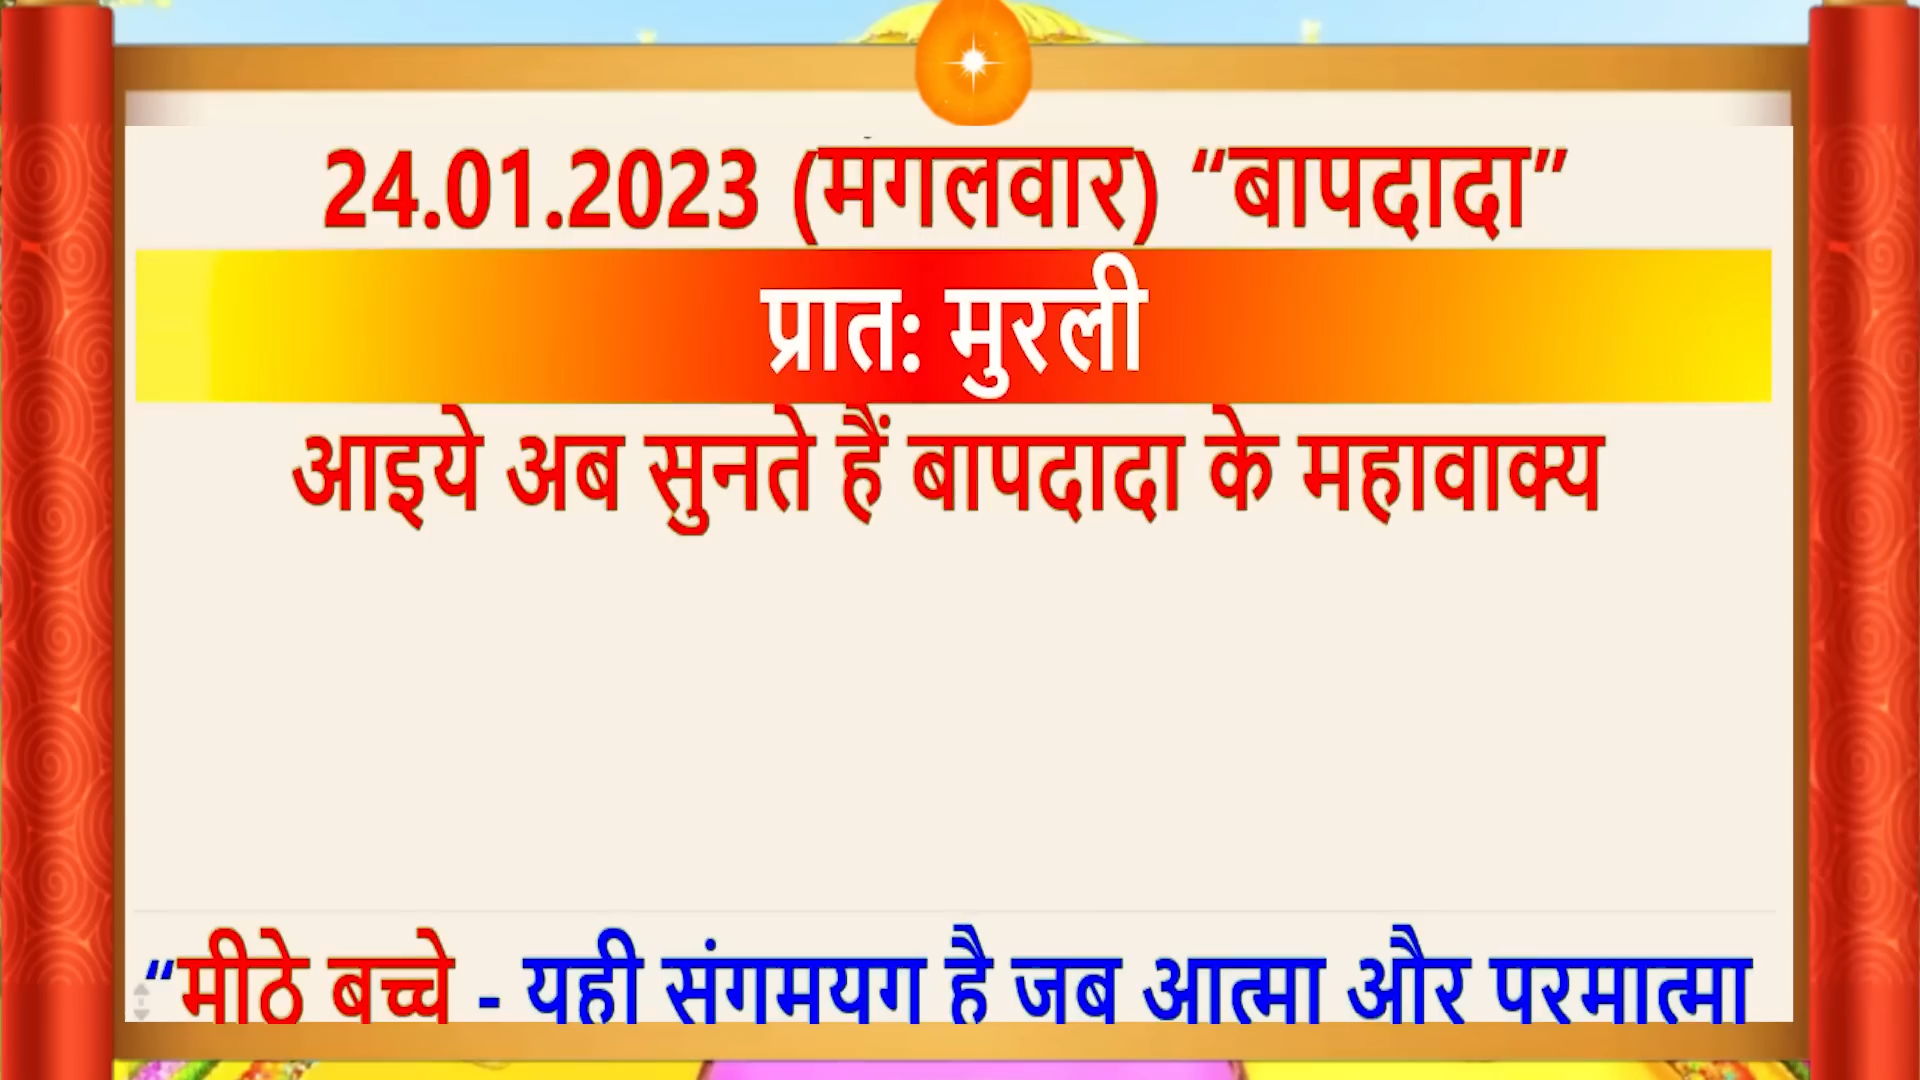 24.01.2023 (मंगलवार) “बापदादा”
प्रात: मुरली
आइये अब सुनते हैं बापदादा के महावाक्य
“मीठे बच्चे - यही संगमयुग है जब आत्मा और परमात्मा